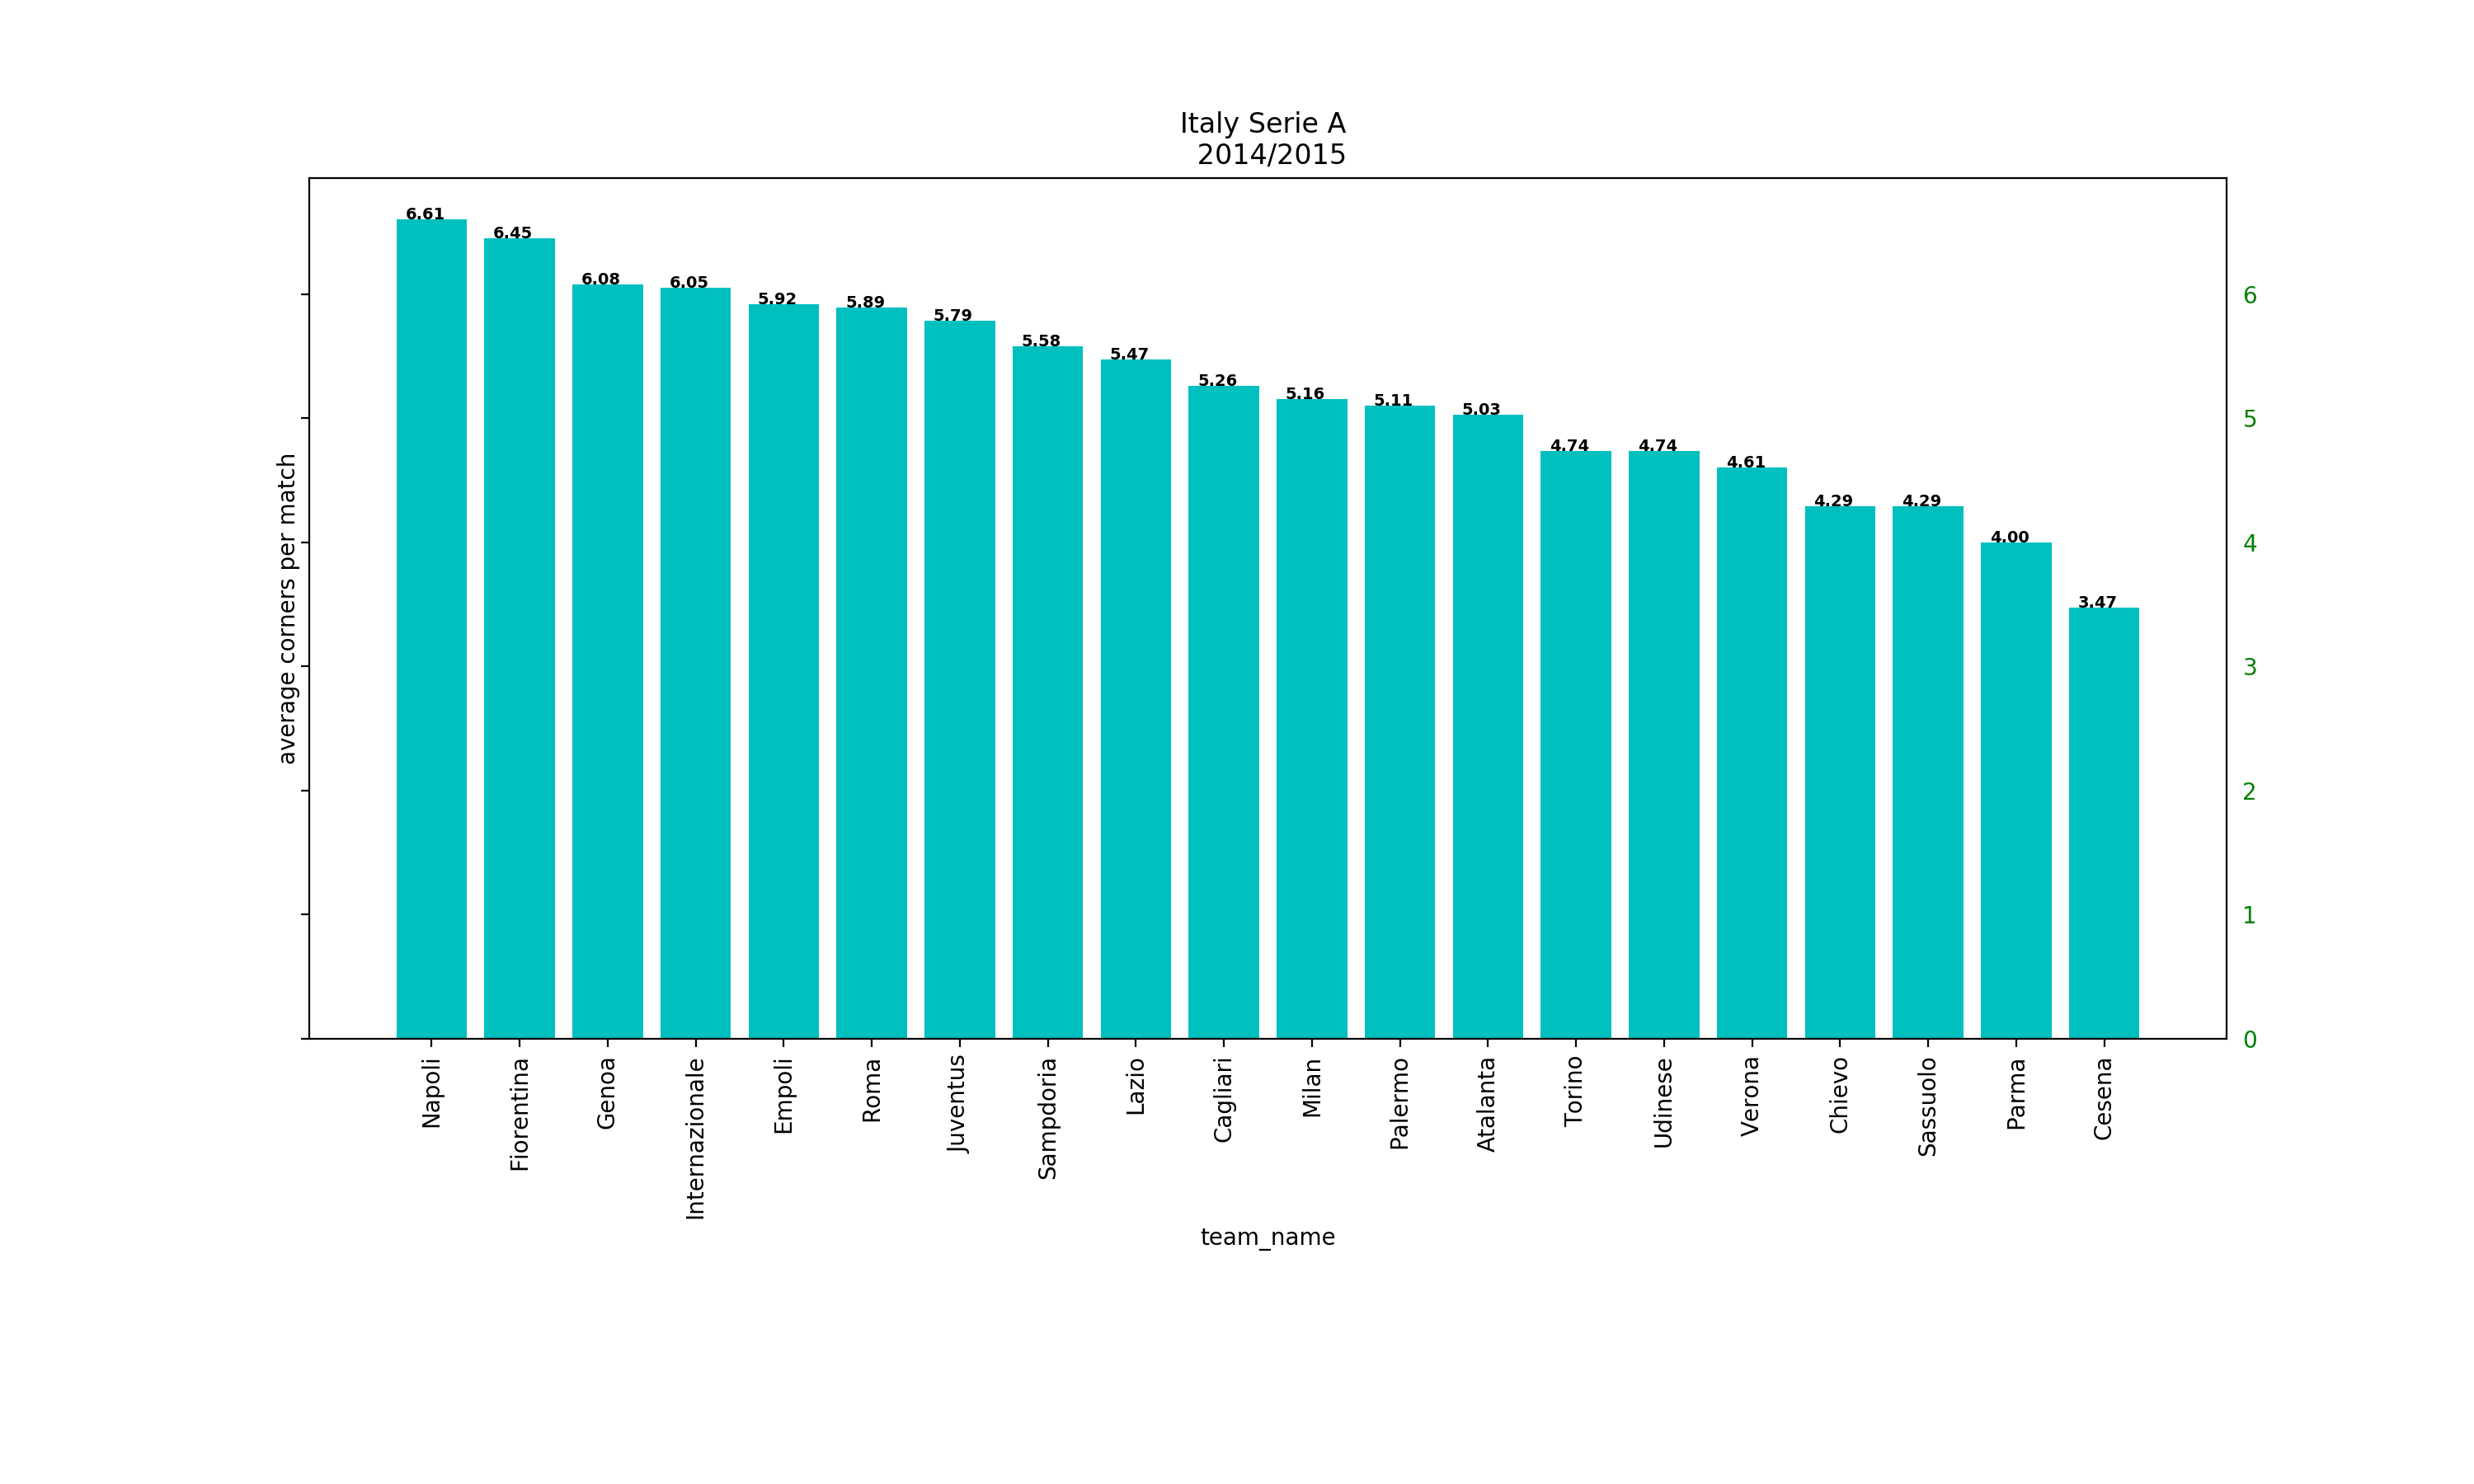 Italy Serie A
2014/2015
6.61
6.45
6.08
6.05
5.92
5.89
5.79
5.58
5.47
5.26
5.16
5.11
5.03
4.74
4.74
4.61
4.29
4.29
4.00
3.47
average corners per match
6
5
4
3
2
1
0
Napoli
Fiorentina
Genoa
Internazionale
Empoli
Roma
Juventus
Sampdoria
Lazio
Cagliari
Milan
Palermo
Atalanta
Torino
Udinese
Verona
Chievo
Sassuolo
Parma
Cesena
team_name